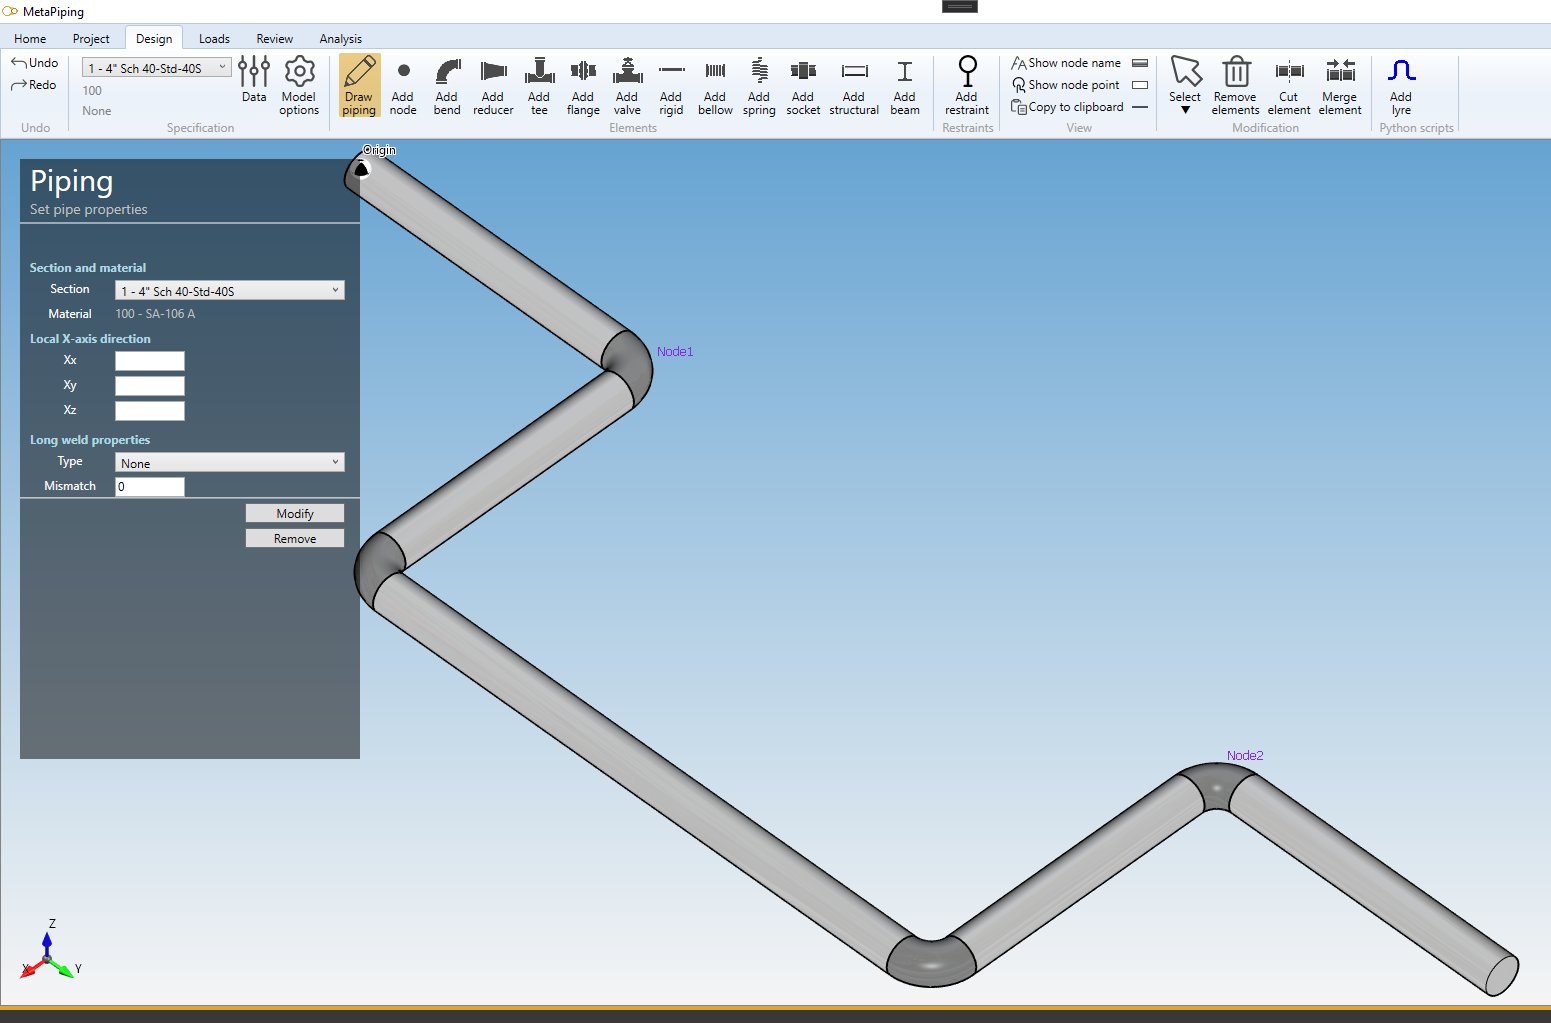 MetaPiping
Home Project Design Loads Review Analysis
Undo
Redo
Undo
1 - 4" Sch 40-Std-40S
100
None
Data
Model options
Specification
Draw piping
Add node
Add bend
Add reducer
Add tee
Add flange
Add valve
Add rigid
Add bellow
Add spring
Add socket
Add structural
Add beam
Elements
Add restraint
Restraints
Show node name
Show node point
Copy to clipboard
View
Select
Remove elements
Cut element
Merge element
Modification
Add lyre
Python scripts
Origin
Piping
Set pipe properties
Section and material
Section 1 - 4" Sch 40-Std-40S
Material 100 - SA-106 A
Local X-axis direction
Xx
Xy
Xz
Long weld properties
Type None
Mismatch 0
Modify
Remove
Node1
Node2
Z
X Y